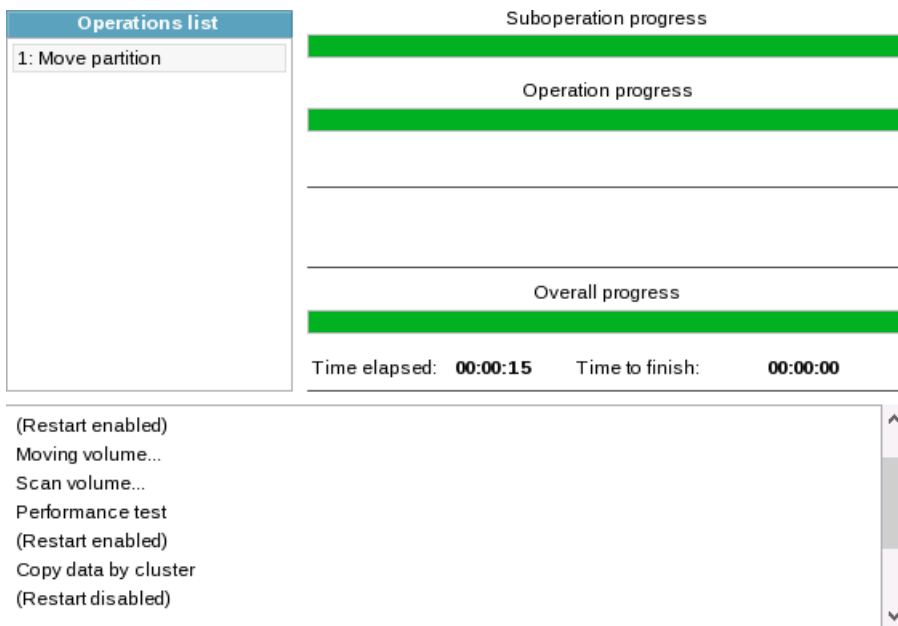 Operations list
1: Move partition
Suboperation progress
Operation progress
Overall progress
Time elapsed: 00:00:15 Time to finish: 00:00:00
(Restart enabled)
Moving volume...
Scan volume...
Performance test
(Restart enabled)
Copy data by cluster
(Restart disabled)